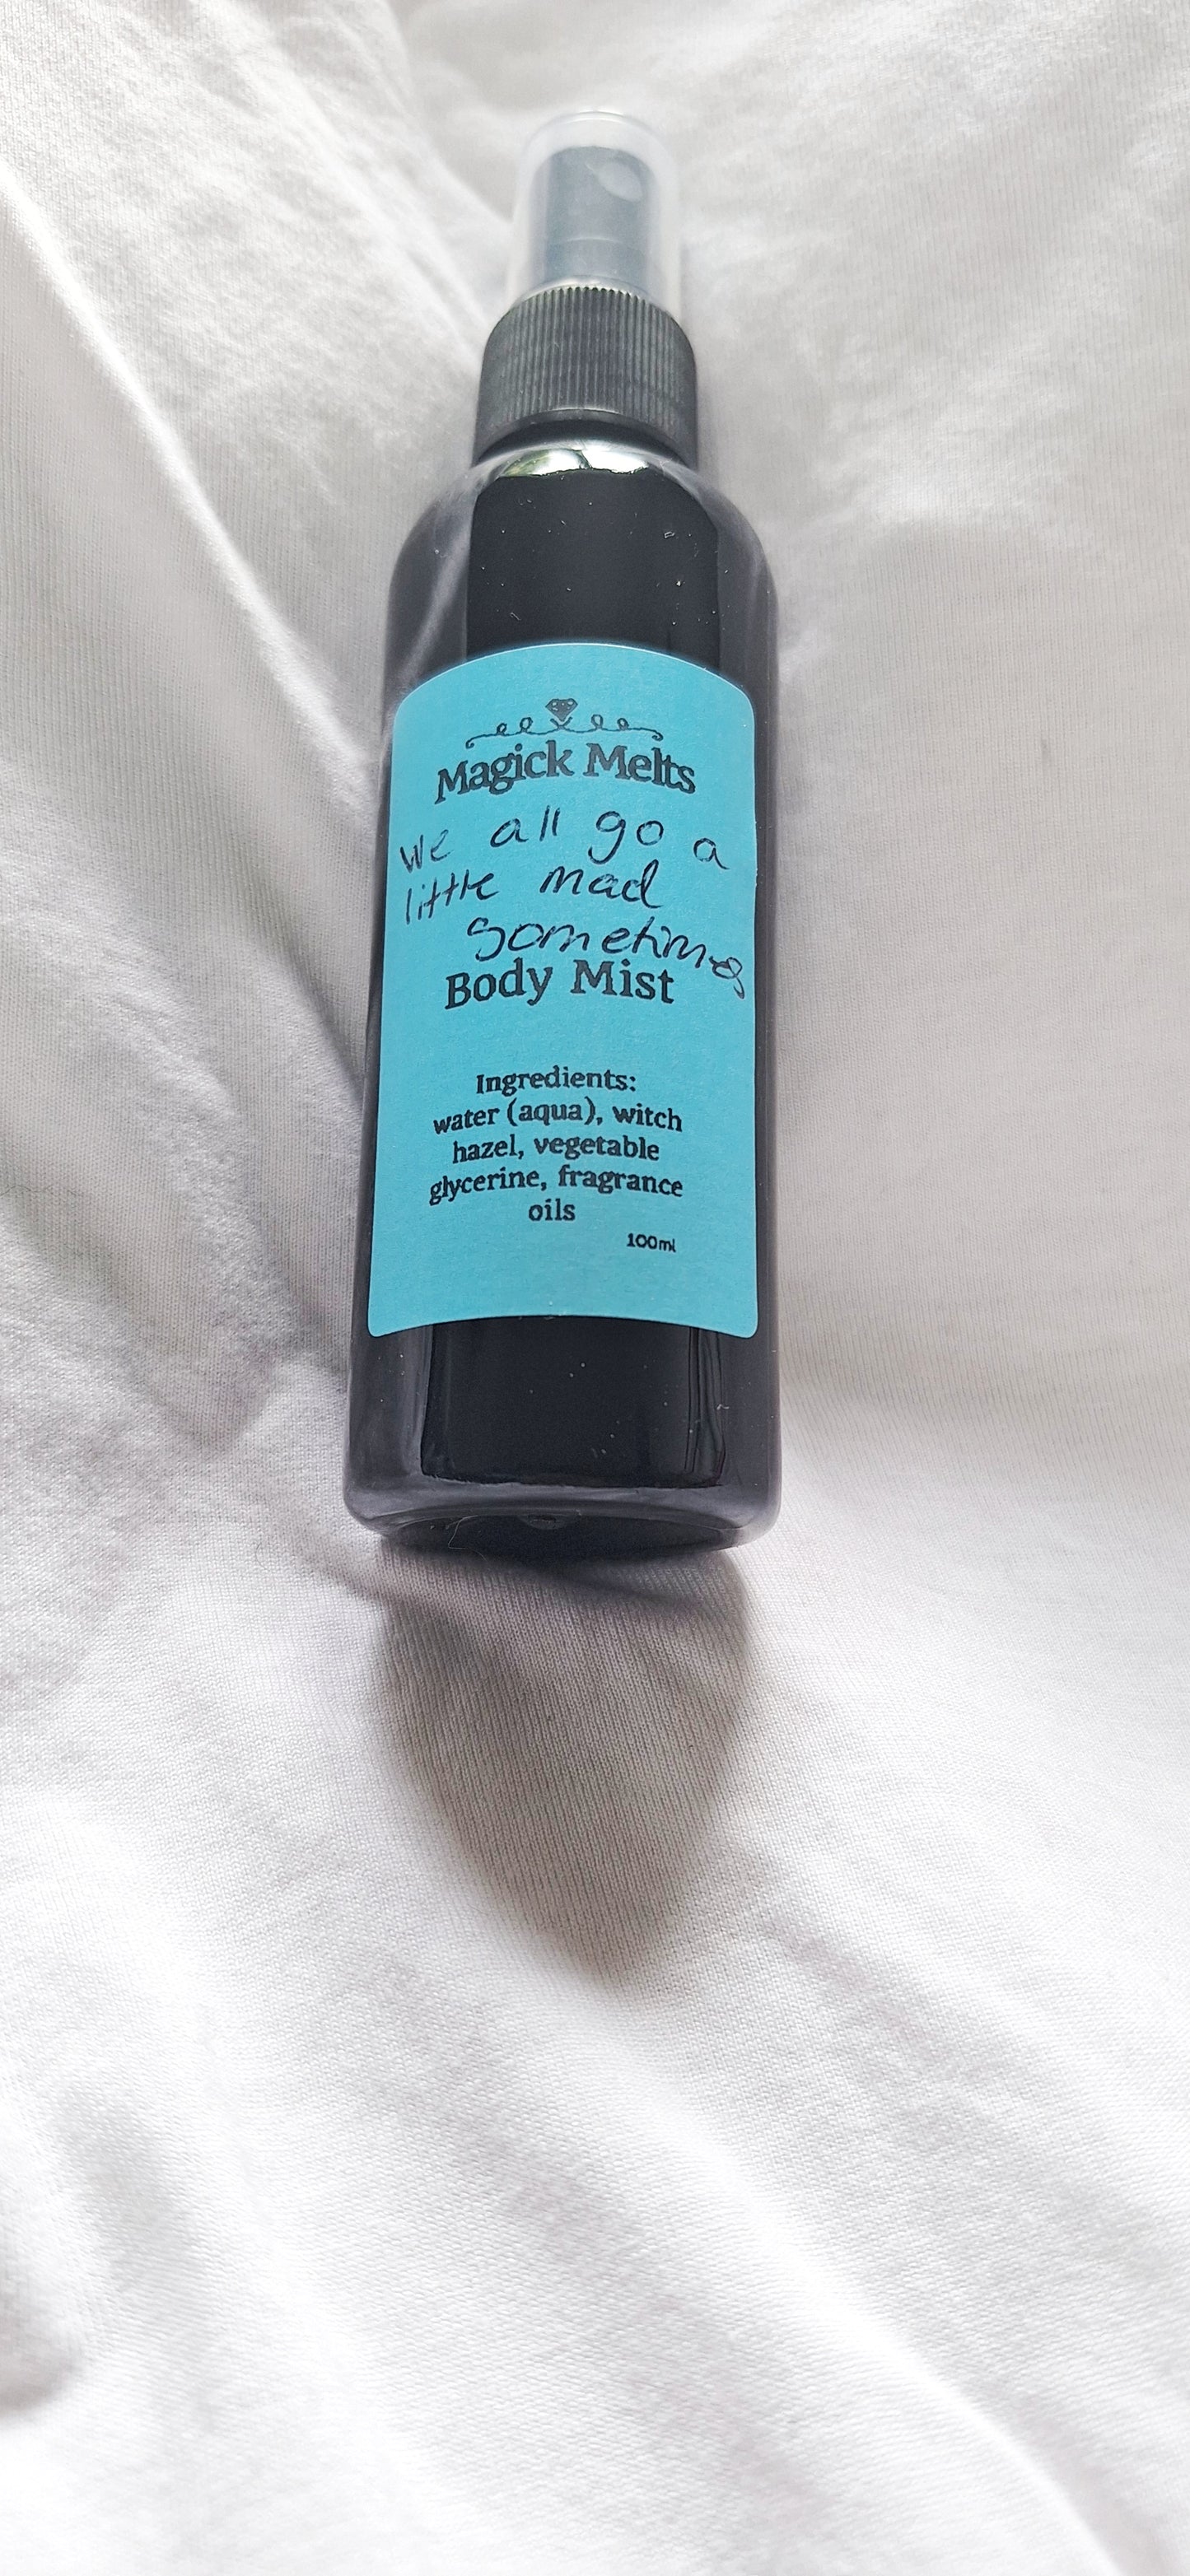 Magick Melts
We all go a
little mad
Sometimes
Body Mist
Ingredients:
water (aqua), witch
hazel, vegetable
glycerine, fragrance
oils
100ml